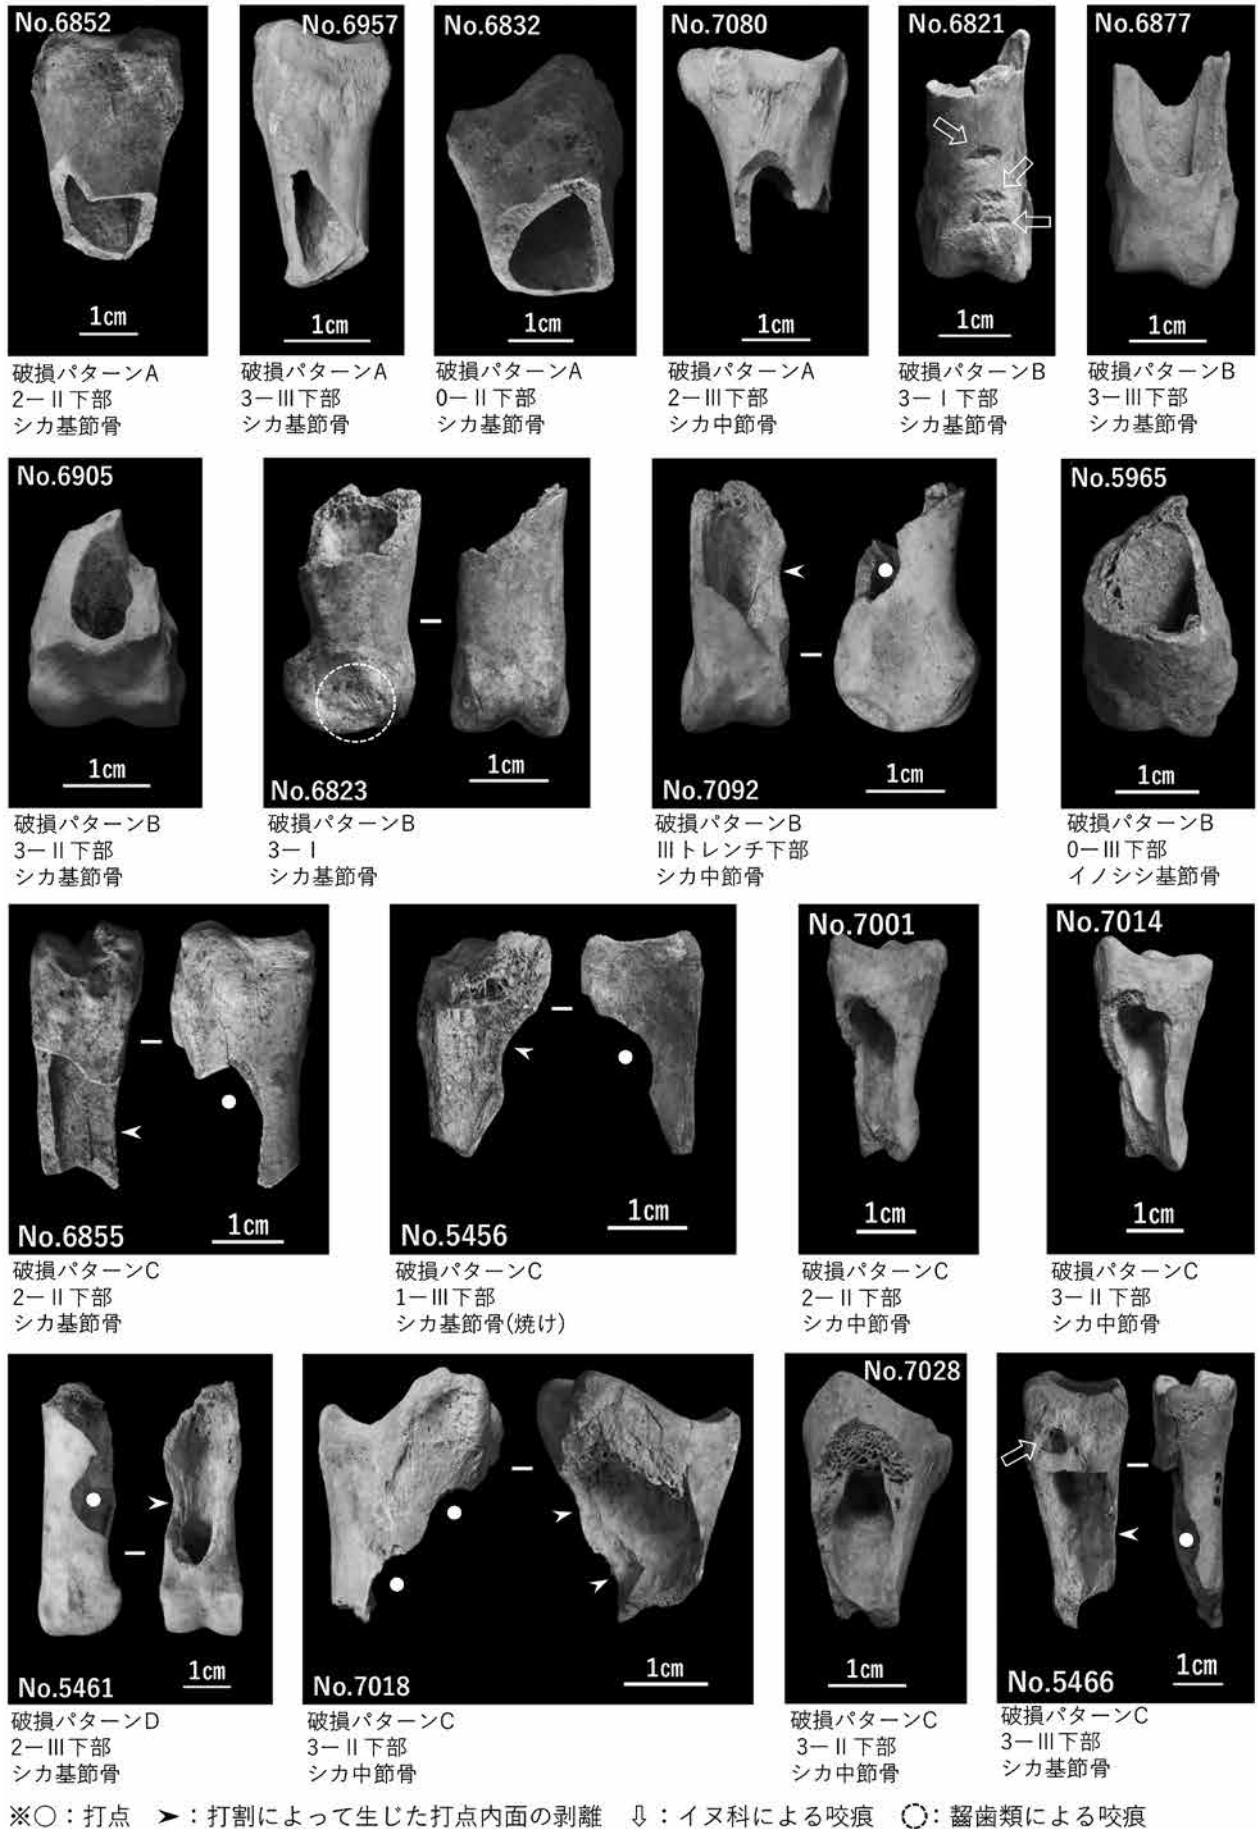 No.6852
1cm
破損パターンA
2ーⅡ下部
シカ基節骨
No.6957
1cm
破損パターンA
3ーⅢ下部
シカ基節骨
No.6832
1cm
破損パターンA
0ーⅡ下部
シカ基節骨
No.7080
1cm
破損パターンA
2ーⅢ下部
シカ中節骨
No.6821
1cm
破損パターンB
3ーⅠ下部
シカ基節骨
No.6877
1cm
破損パターンB
3ーⅢ下部
シカ基節骨
No.6905
1cm
破損パターンB
3ーⅡ下部
シカ基節骨
1cm
No.6823
破損パターンB
3ーⅠ
シカ基節骨
1cm
No.7092
破損パターンB
Ⅲトレンチ下部
シカ中節骨
No.5965
1cm
破損パターンB
0ーⅢ下部
イノシシ基節骨
1cm
No.6855
破損パターンC
2ーⅡ下部
シカ基節骨
1cm
No.5456
破損パターンC
1ーⅢ下部
シカ基節骨(焼け)
No.7001
1cm
破損パターンC
2ーⅡ下部
シカ中節骨
No.7014
1cm
破損パターンC
3ーⅡ下部
シカ中節骨
1cm
No.5461
破損パターンD
2ーⅢ下部
シカ基節骨
1cm
No.7018
破損パターンC
3ーⅡ下部
シカ中節骨
No.7028
1cm
破損パターンC
3ーⅡ下部
シカ中節骨
1cm
No.5466
破損パターンC
3ーⅢ下部
シカ基節骨
※○：打点　➤：打割によって生じた打点内面の剥離　⇩：イヌ科による咬痕　◌：齧歯類による咬痕